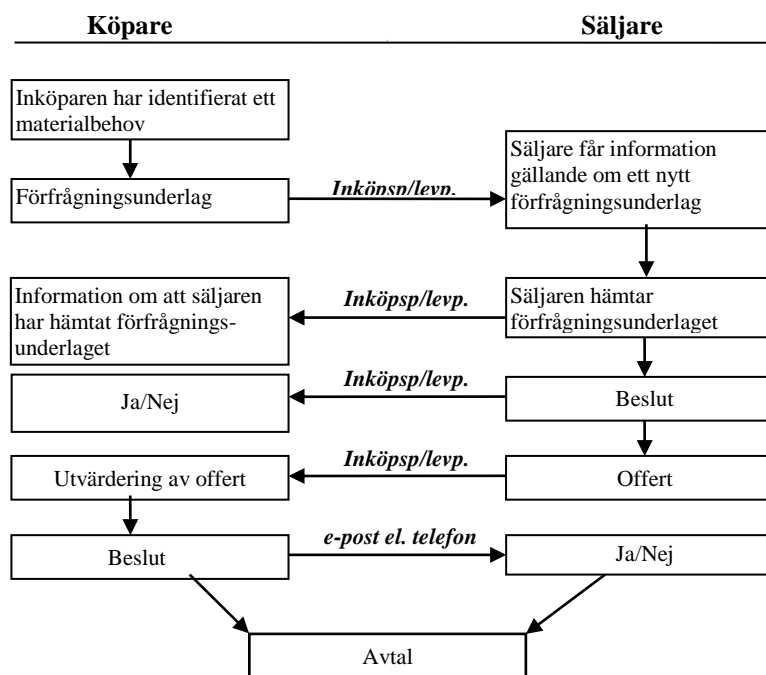 Köpare
Säljare
Inköparen har identifierat ett
materialbehov
Säljare får information
gällande om ett nytt
förfrågningsunderlag
Förfrågningsunderlag
Inköpsp/levp.
Information om att säljaren
har hämtat förfrågnings-
underlaget
Inköpsp/levp.
Säljaren hämtar
förfrågningsunderlaget
Ja/Nej
Inköpsp/levp.
Beslut
Utvärdering av offert
Inköpsp/levp.
Offert
Beslut
e-post el. telefon
Ja/Nej
Avtal